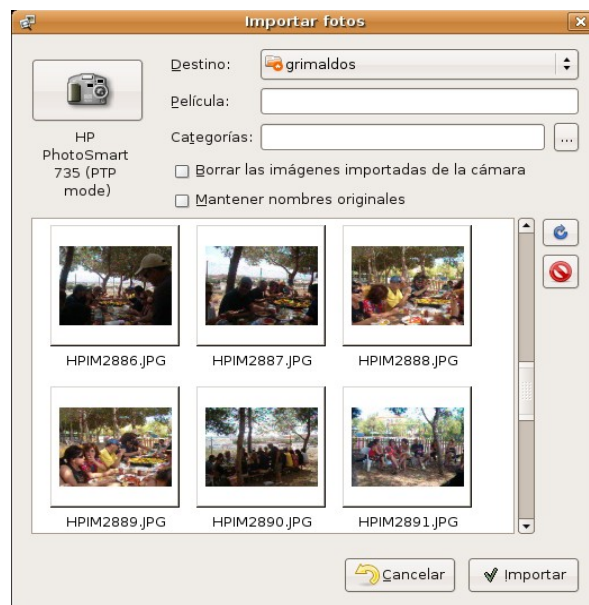 Importar fotos
HP
PhotoSmart
735 (PTP
mode)
Destino:
grimaldos
Película:
Categorías:
...
Borrar las imágenes importadas de la cámara
Mantener nombres originales
HPIM2886.JPG
HPIM2887.JPG
HPIM2888.JPG
HPIM2889.JPG
HPIM2890.JPG
HPIM2891.JPG
Cancelar
Importar